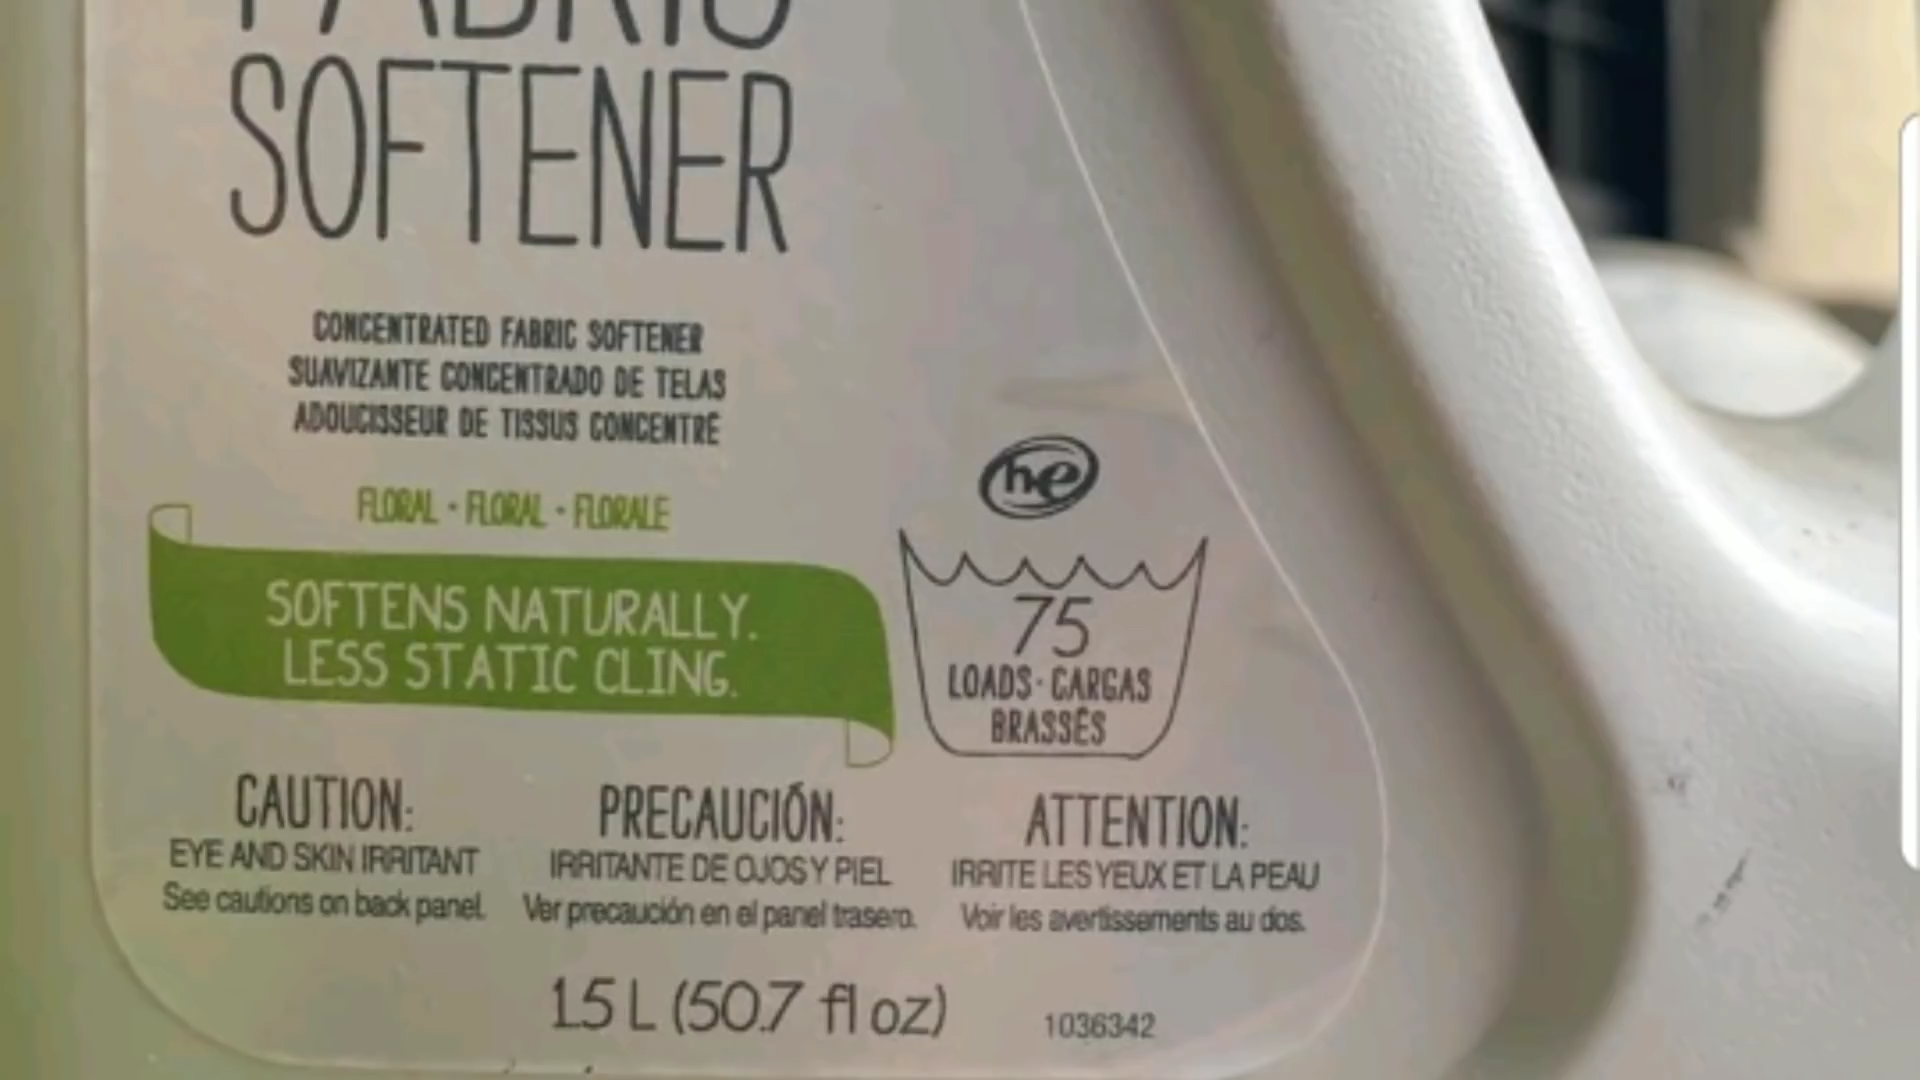 FABRIC
SOFTENER
CONCENTRATED FABRIC SOFTENER
SUAVIZANTE CONCENTRADO DE TELAS
ADOUCISSEUR DE TISSUS CONCENTRÉ
FLORAL · FLORAL · FLORALE
SOFTENS NATURALLY.
LESS STATIC CLING.
he
75
LOADS · CARGAS
BRASSÉS
CAUTION:
EYE AND SKIN IRRITANT
See cautions on back panel.
PRECAUCIÓN:
IRRITANTE DE OJOS Y PIEL
Ver precaución en el panel trasero.
ATTENTION:
IRRITE LES YEUX ET LA PEAU
Voir les avertissements au dos.
1.5 L (50.7 fl oz)
1036342